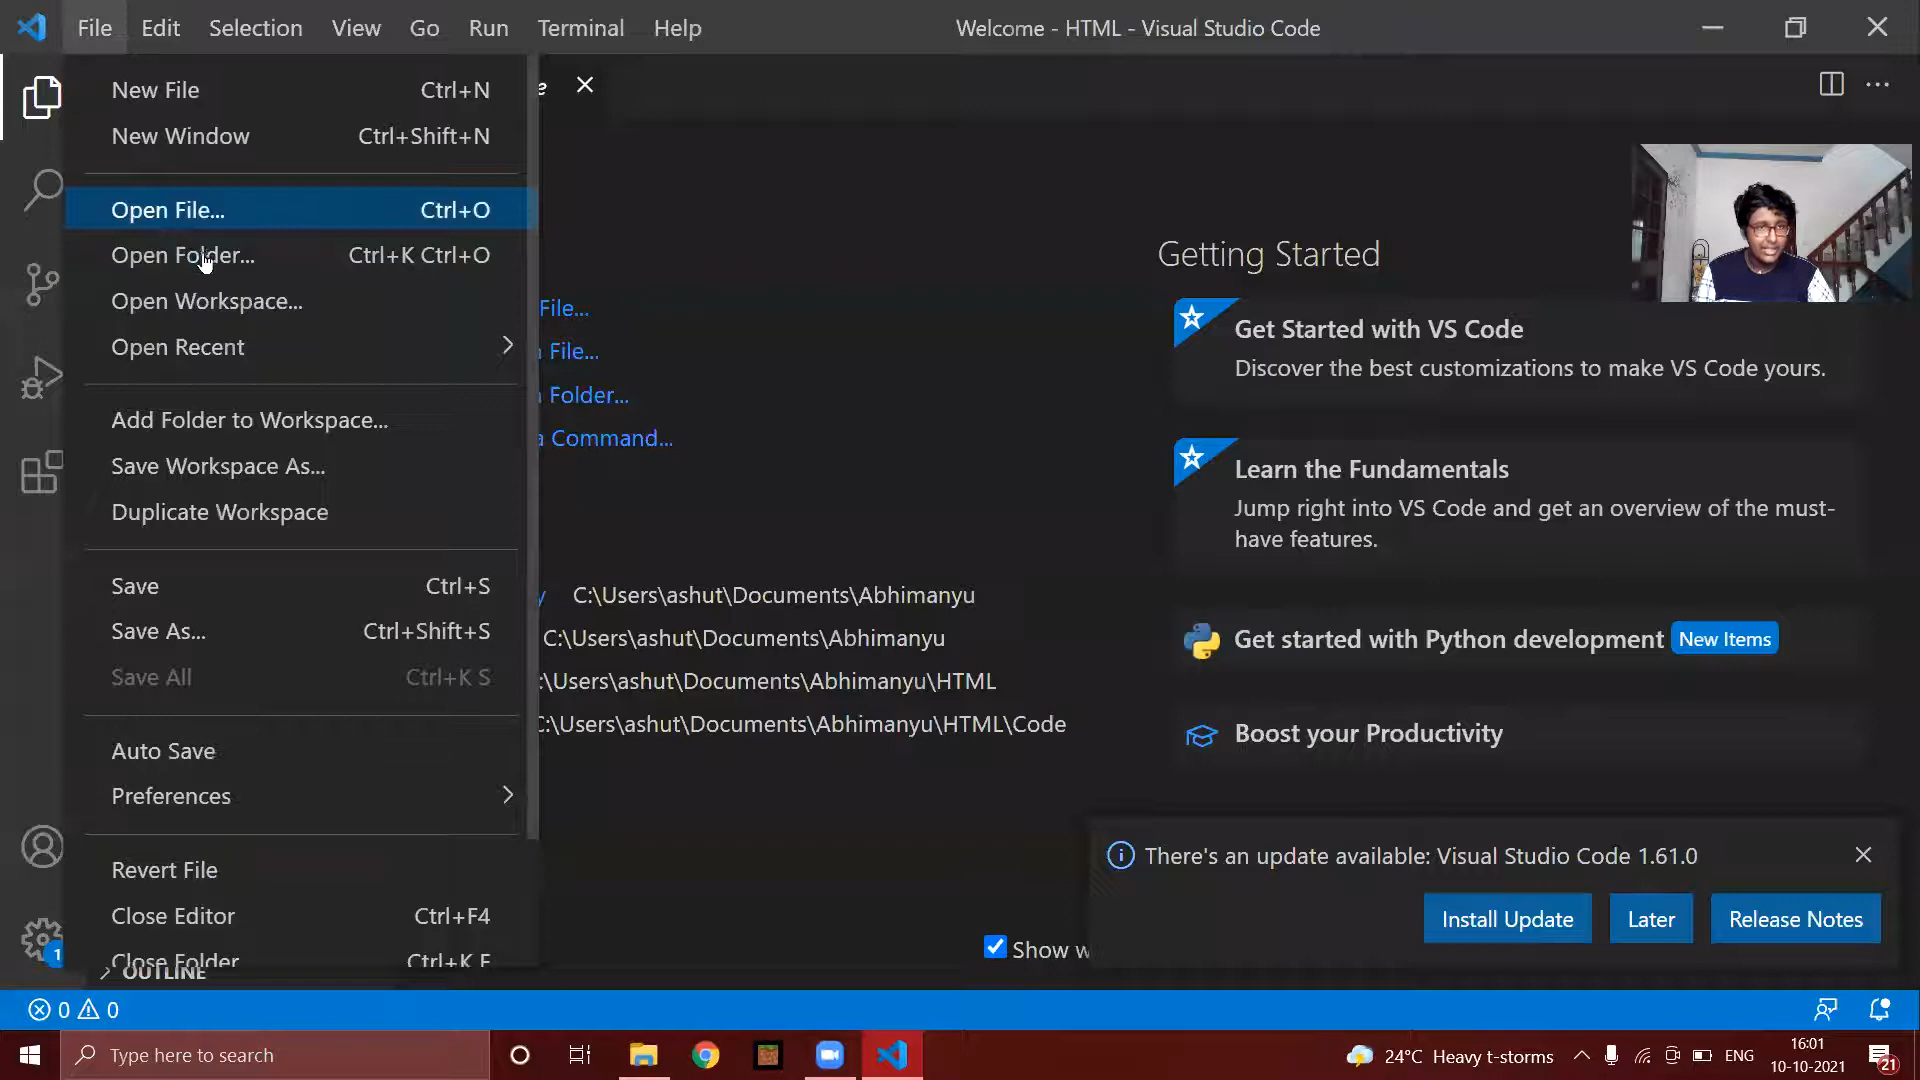 File Edit Selection View Go Run Terminal Help Welcome - HTML - Visual Studio Code
New File Ctrl+N
New Window Ctrl+Shift+N
Open File... Ctrl+O
Open Folder... Ctrl+K Ctrl+O
Open Workspace...
Open Recent
Add Folder to Workspace...
Save Workspace As...
Duplicate Workspace
Save Ctrl+S
Save As... Ctrl+Shift+S
Save All Ctrl+K S
Auto Save
Preferences
Revert File
Close Editor Ctrl+F4
Close Folder Ctrl+K F
OUTLINE
e
File...
File...
Folder...
a Command...
y C:\Users\ashut\Documents\Abhimanyu
C:\Users\ashut\Documents\Abhimanyu
:\Users\ashut\Documents\Abhimanyu\HTML
C:\Users\ashut\Documents\Abhimanyu\HTML\Code
Show w
Getting Started
Get Started with VS Code
Discover the best customizations to make VS Code yours.
Learn the Fundamentals
Jump right into VS Code and get an overview of the must-
have features.
Get started with Python development New Items
Boost your Productivity
There's an update available: Visual Studio Code 1.61.0
Install Update Later Release Notes
1
0 0
Type here to search
24°C Heavy t-storms ENG 16:01
10-10-2021
21